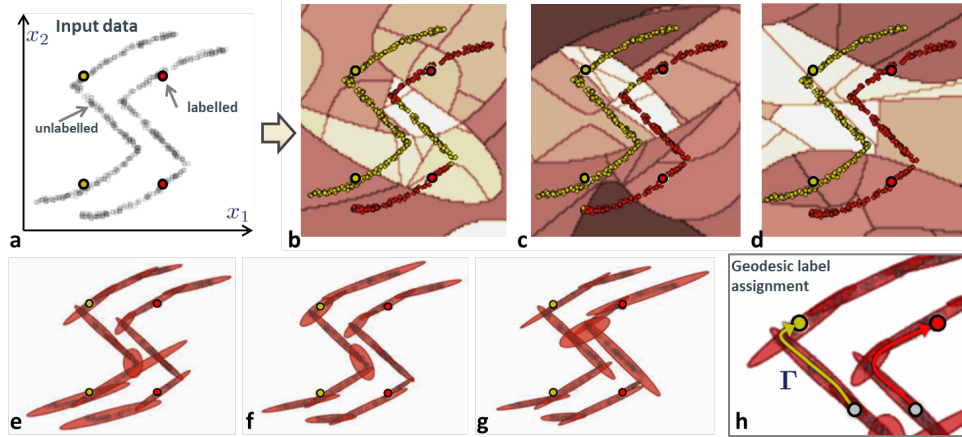 Input data
x₂
unlabelled
labelled
x₁
a
b
c
d
Geodesic label
assignment
Γ
e
f
g
h